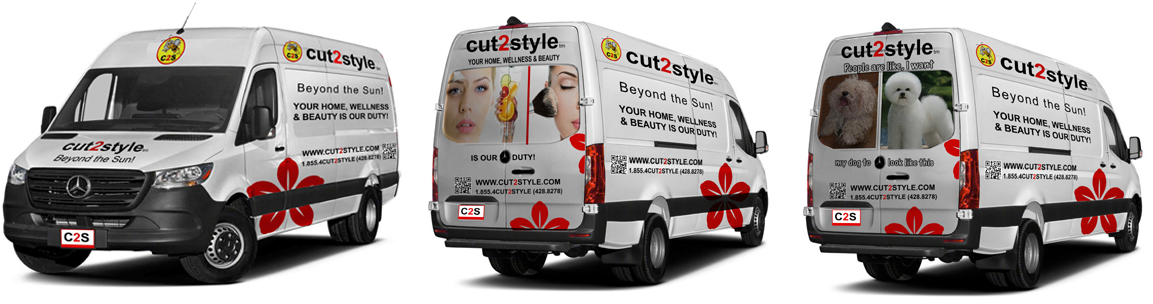 C2S
C2S
cut2style
Beyond the Sun!
YOUR HOME, WELLNESS
& BEAUTY IS OUR DUTY!
cut2style
Beyond the Sun!
WWW.CUT2STYLE.COM
1.855.4CUT2STYLE (428.8278)
C2S
cut2style
YOUR HOME, WELLNESS & BEAUTY
IS OUR DUTY!
WWW.CUT2STYLE.COM
1.855.4CUT2STYLE (428.8278)
C2S
C2S
cut2style
Beyond the Sun!
YOUR HOME, WELLNESS
& BEAUTY IS OUR DUTY!
WWW.CUT2STYLE.COM
1.855.4CUT2STYLE (428.8278)
cut2style
People are like, I want
my dog to look like this
WWW.CUT2STYLE.COM
1.855.4CUT2STYLE (428.8278)
C2S
C2S
cut2style
Beyond the Sun!
YOUR HOME, WELLNESS
& BEAUTY IS OUR DUTY!
WWW.CUT2STYLE.COM
1.855.4CUT2STYLE (428.8278)